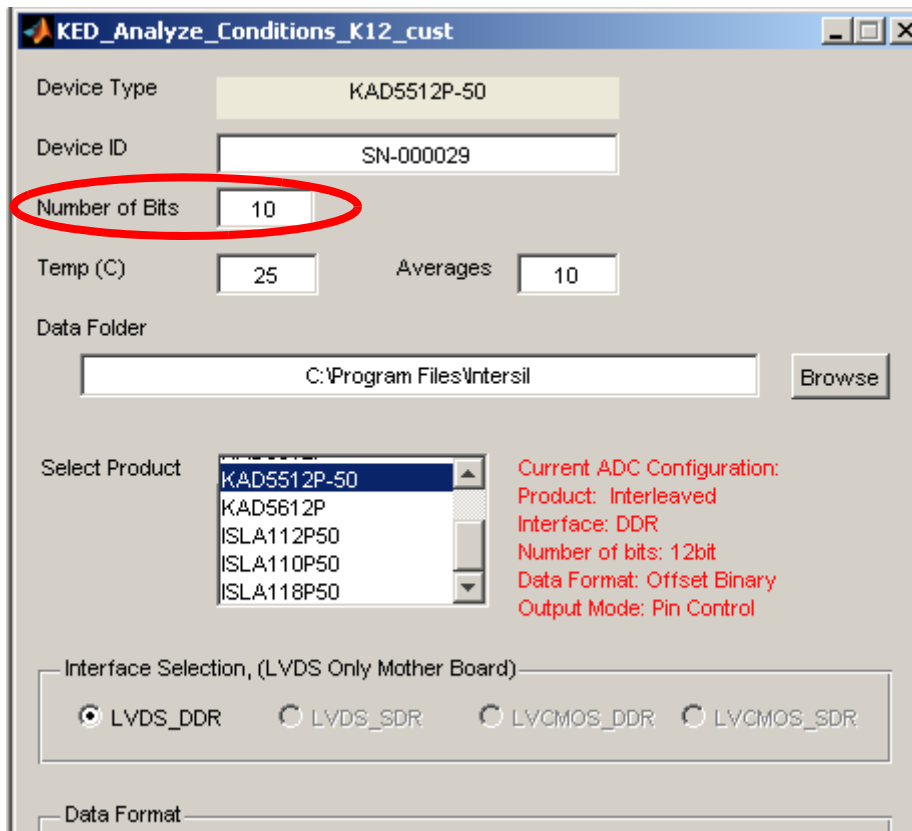 KED_Analyze_Conditions_K12_cust
Device Type KAD5512P-50
Device ID SN-000029
Number of Bits 10
Temp (C) 25 Averages 10
Data Folder
C:\Program Files\Intersil Browse
Select Product
KAD5512P-50
KAD5612P
ISLA112P50
ISLA110P50
ISLA118P50
Current ADC Configuration:
Product: Interleaved
Interface: DDR
Number of bits: 12bit
Data Format: Offset Binary
Output Mode: Pin Control
Interface Selection, (LVDS Only Mother Board)
LVDS_DDR LVDS_SDR LVCMOS_DDR LVCMOS_SDR
Data Format